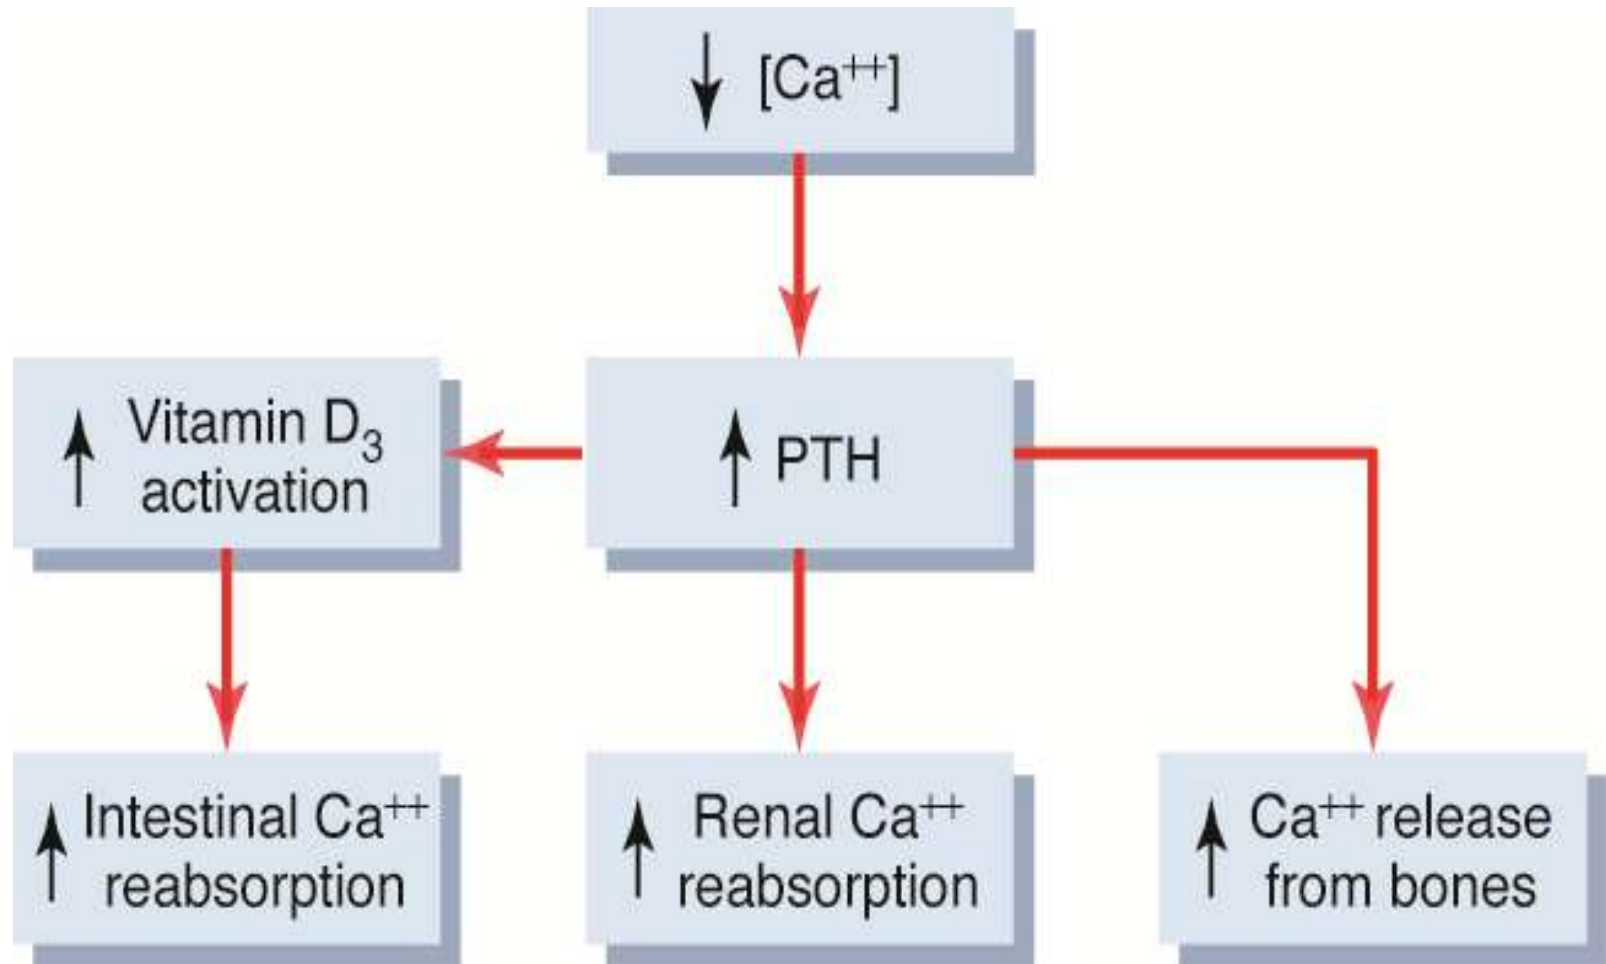 ↓ [Ca⁺⁺]
↑ Vitamin D₃
activation
↑ PTH
↑ Intestinal Ca⁺⁺
reabsorption
↑ Renal Ca⁺⁺
reabsorption
↑ Ca⁺⁺ release
from bones